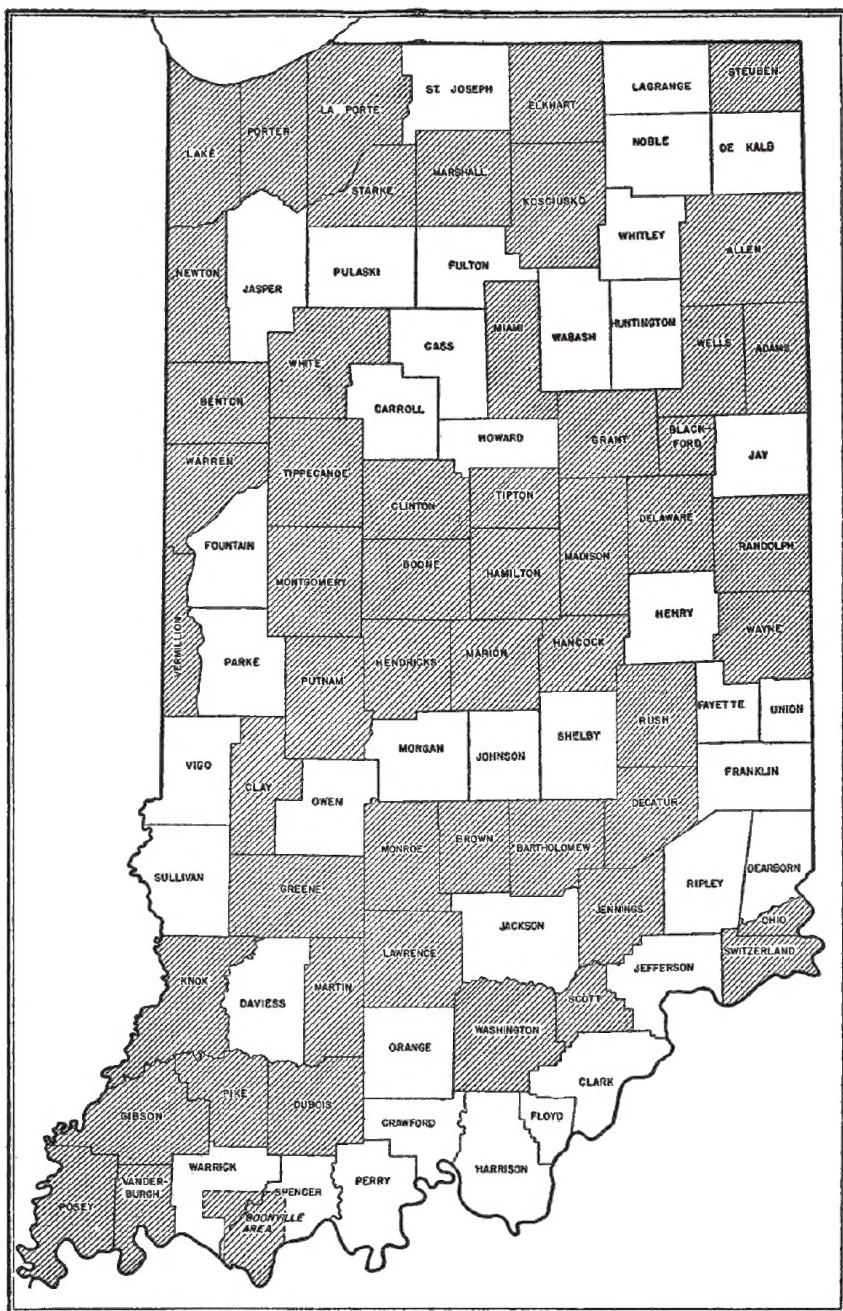 ST. JOSEPH
LAGRANGE
STEUBEN
ELKHART
LA PORTE
PORTER
LAKE
NOBLE
DE KALB
MARSHALL
STARKE
KOSCIUSKO
WHITLEY
ALLEN
NEWTON
JASPER
PULASKI
FULTON
MIAMI
WABASH
HUNTINGTON
WELLS
ADAMS
CASS
WHITE
BENTON
CARROLL
HOWARD
GRANT
BLACK-
FORD
JAY
WARREN
TIPPECANOE
CLINTON
TIPTON
DELAWARE
RANDOLPH
FOUNTAIN
MONTGOMERY
BOONE
HAMILTON
MADISON
HENRY
WAYNE
VERMILLION
PARKE
PUTNAM
HENDRICKS
MARION
HANCOCK
RUSH
FAYETTE
UNION
VIGO
CLAY
OWEN
MORGAN
JOHNSON
SHELBY
FRANKLIN
DECATUR
SULLIVAN
GREENE
MONROE
BROWN
BARTHOLOMEW
RIPLEY
DEARBORN
JENNINGS
OHIO
SWITZERLAND
JACKSON
LAWRENCE
JEFFERSON
KNOX
DAVIESS
MARTIN
SCOTT
WASHINGTON
ORANGE
CLARK
GIBSON
PIKE
DUBOIS
CRAWFORD
FLOYD
HARRISON
PERRY
WARRICK
SPENCER
VANDER-
BURGH
POSEY
BOONVILLE
AREA